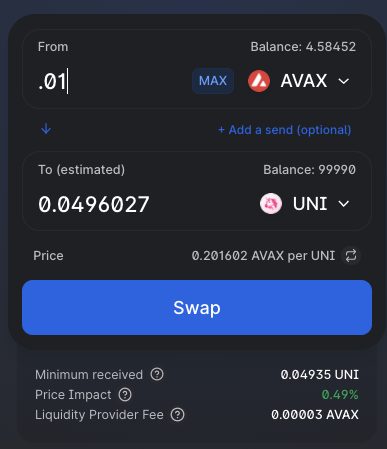 From Balance: 4.58452
.01 MAX AVAX
+ Add a send (optional)
To (estimated) Balance: 99990
0.0496027 UNI
Price 0.201602 AVAX per UNI
Swap
Minimum received ? 0.04935 UNI
Price Impact ? 0.49%
Liquidity Provider Fee ? 0.00003 AVAX